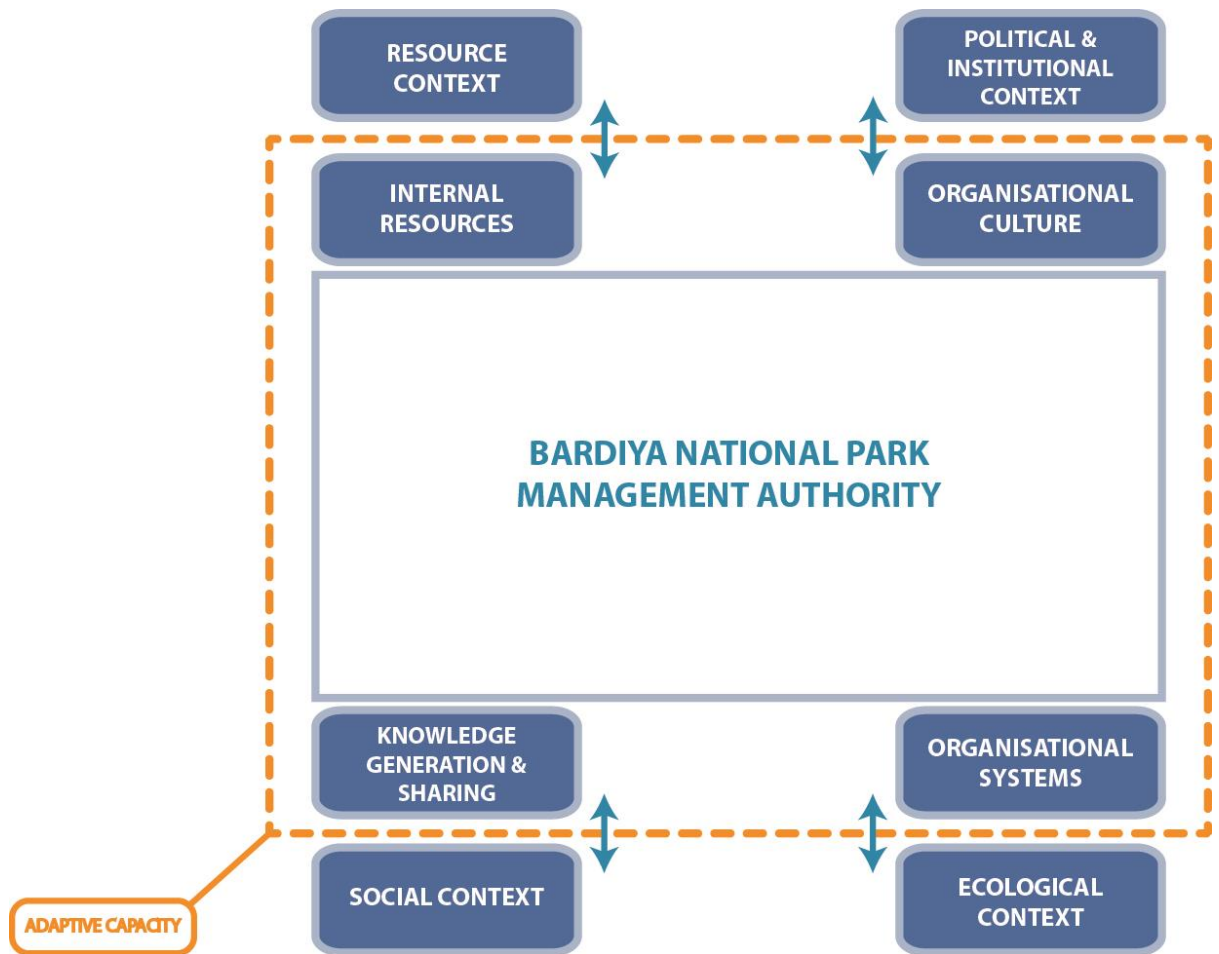 RESOURCE
CONTEXT
POLITICAL &
INSTITUTIONAL
CONTEXT
INTERNAL
RESOURCES
ORGANISATIONAL
CULTURE
BARDIYA NATIONAL PARK
MANAGEMENT AUTHORITY
KNOWLEDGE
GENERATION &
SHARING
ORGANISATIONAL
SYSTEMS
SOCIAL CONTEXT
ECOLOGICAL
CONTEXT
ADAPTIVE CAPACITY